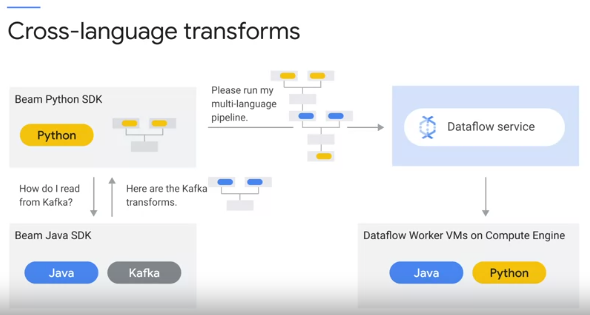 Cross-language transforms
Beam Python SDK
Python
Please run my
multi-language
pipeline.
Dataflow service
How do I read
from Kafka?
Here are the Kafka
transforms.
Beam Java SDK
Java
Kafka
Dataflow Worker VMs on Compute Engine
Java
Python